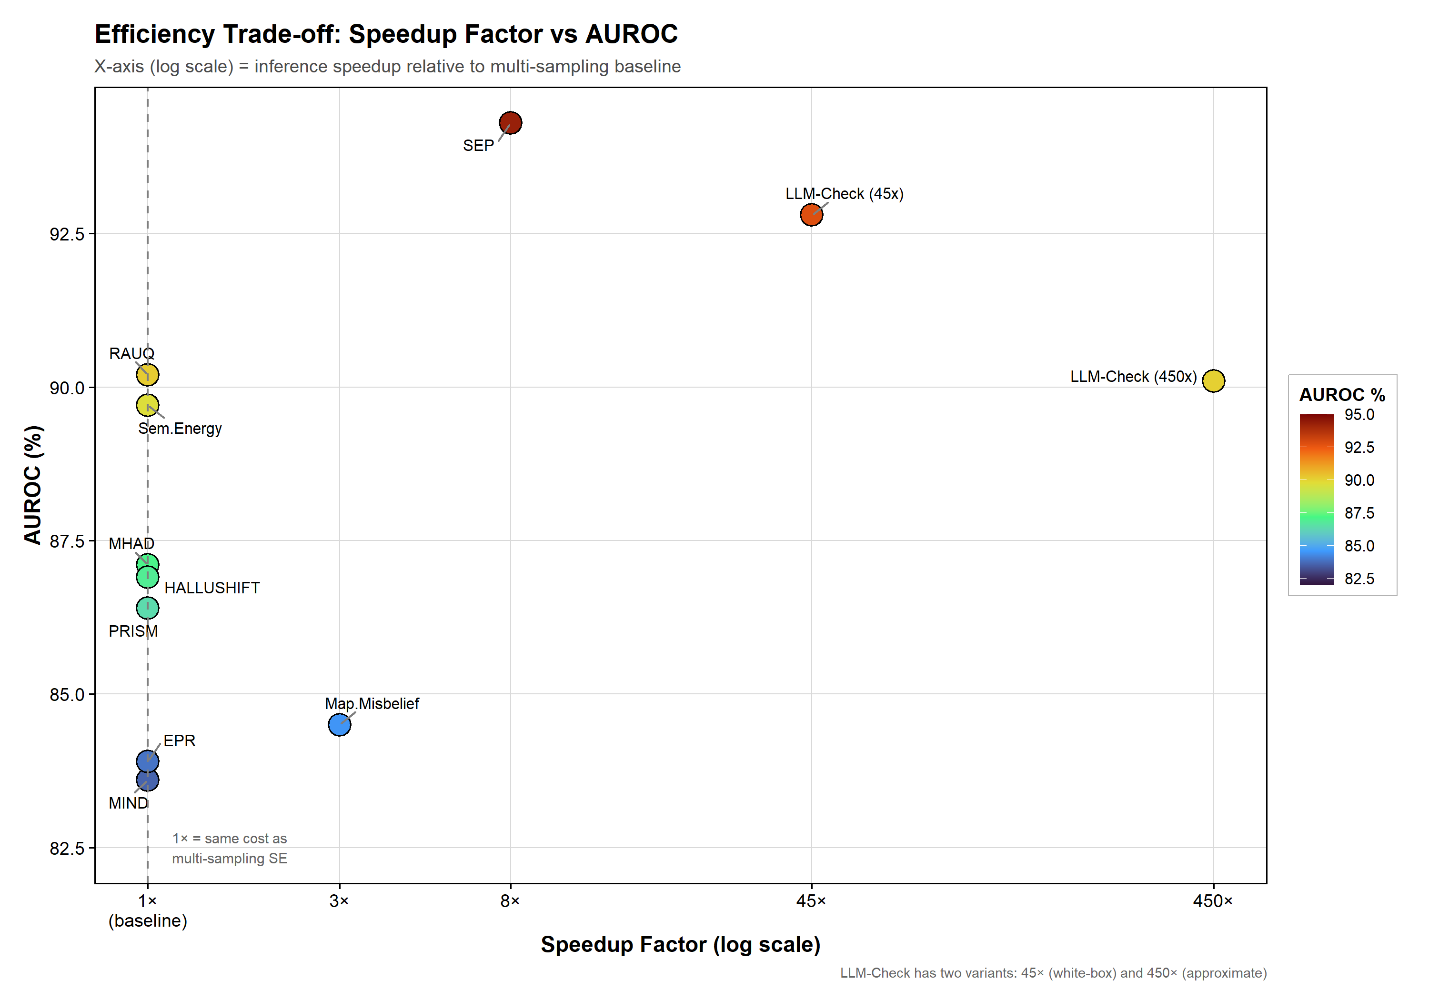 Efficiency Trade-off: Speedup Factor vs AUROC
X-axis (log scale) = inference speedup relative to multi-sampling baseline
SEP
LLM-Check (45x)
92.5
RAUQ
LLM-Check (450x)
90.0
Sem.Energy
AUROC (%)
MHAD
87.5
HALLUSHIFT
PRISM
85.0
Map.Misbelief
EPR
MIND
1× = same cost as
multi-sampling SE
82.5
AUROC %
95.0
92.5
90.0
87.5
85.0
82.5
1×
(baseline)
3×
8×
45×
450×
Speedup Factor (log scale)
LLM-Check has two variants: 45× (white-box) and 450× (approximate)